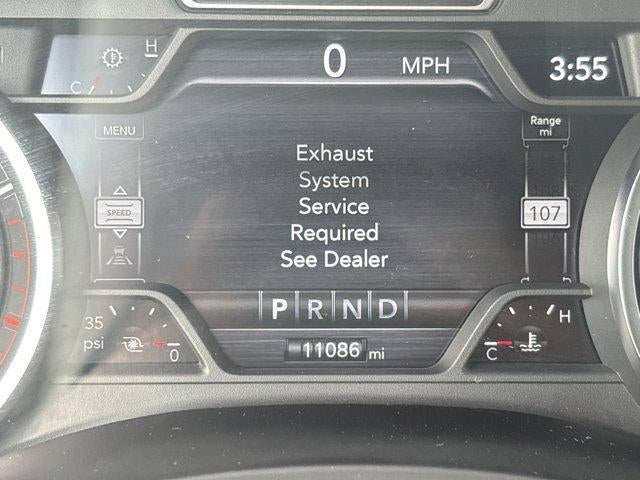 H
C
0 MPH
3:55
MENU
Range
mi
Exhaust
System
Service
Required
See Dealer
SPEED
107
P R N D
35
psi
0
11086 mi
C
H